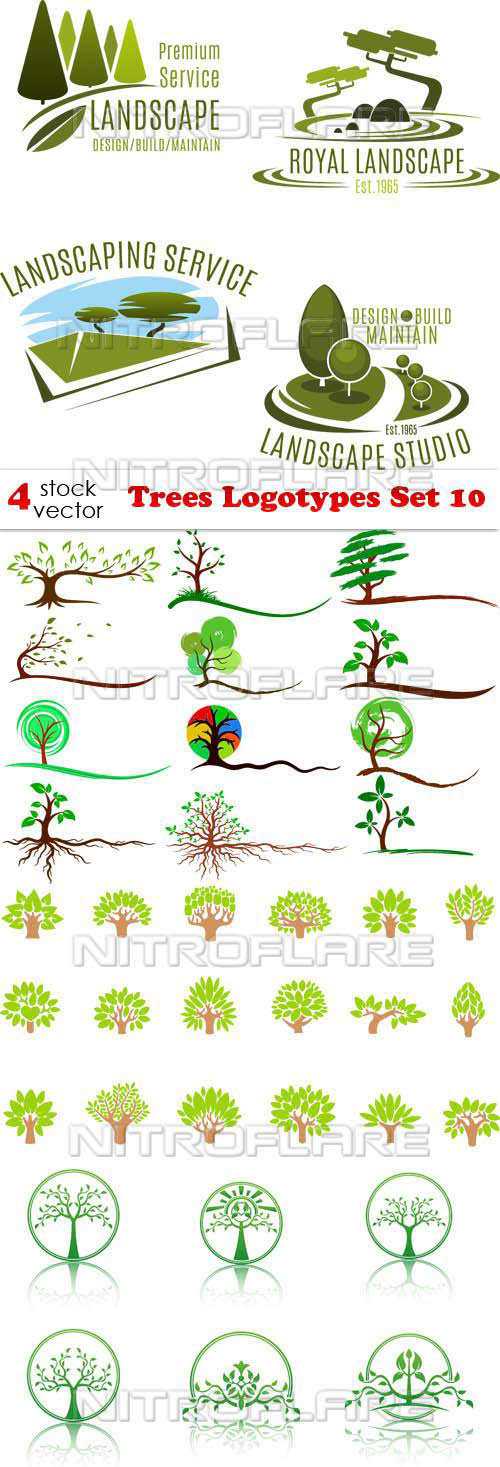 Premium
Service
LANDSCAPE
DESIGN/BUILD/MAINTAIN
NITROFLARE
ROYAL LANDSCAPE
Est.1965
LANDSCAPING SERVICE
NITROFLARE
DESIGN BUILD
MAINTAIN
Est.1965
LANDSCAPE STUDIO
NITROFLARE
4 stock vector Trees Logotypes Set 10
NITROFLARE
NITROFLARE
NITROFLARE
NITROFLARE
NITROFLARE